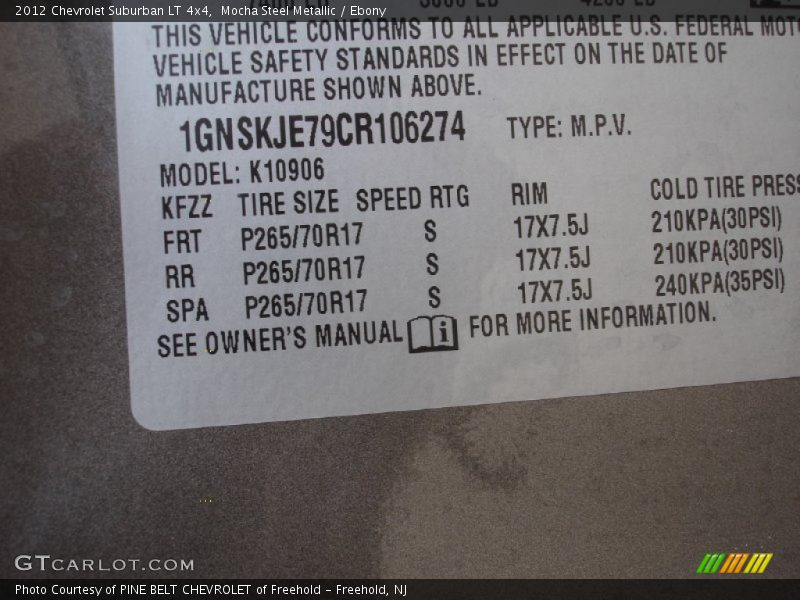 2012 Chevrolet Suburban LT 4x4, Mocha Steel Metallic / Ebony
THIS VEHICLE CONFORMS TO ALL APPLICABLE U.S. FEDERAL MOTO
VEHICLE SAFETY STANDARDS IN EFFECT ON THE DATE OF
MANUFACTURE SHOWN ABOVE.
1GNSKJE79CR106274 TYPE: M.P.V.
MODEL: K10906
KFZZ TIRE SIZE SPEED RTG RIM COLD TIRE PRESS
FRT P265/70R17 S 17X7.5J 210KPA(30PSI)
RR P265/70R17 S 17X7.5J 210KPA(30PSI)
SPA P265/70R17 S 17X7.5J 240KPA(35PSI)
SEE OWNER'S MANUAL i FOR MORE INFORMATION.
GTCARLOT.COM
Photo Courtesy of PINE BELT CHEVROLET of Freehold - Freehold, NJ